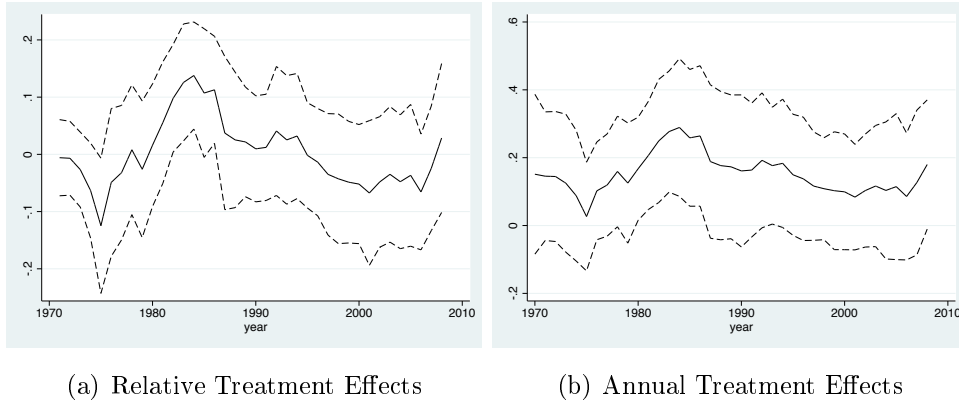 .2
.1
0
-.1
-.2
1970 1980 1990 2000 2010
year
.6
.4
.2
0
-.2
1970 1980 1990 2000 2010
year
(a) Relative Treatment Effects
(b) Annual Treatment Effects